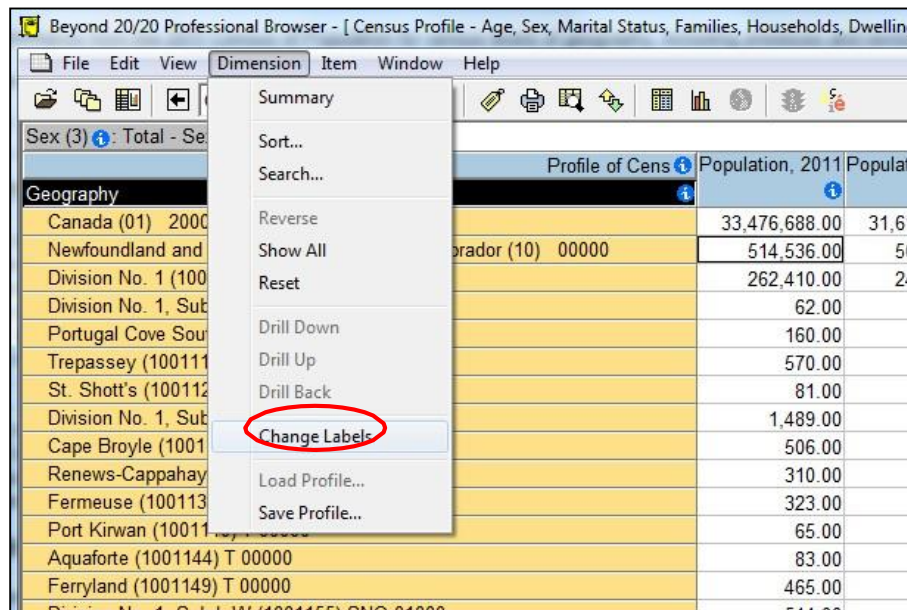 Beyond 20/20 Professional Browser - [ Census Profile - Age, Sex, Marital Status, Families, Households, Dwelling
File Edit View Dimension Item Window Help
Summary
Sort...
Search...
Reverse
Show All
Reset
Drill Down
Drill Up
Drill Back
Change Labels
Load Profile...
Save Profile...
Sex (3) : Total - Se
Profile of Cens Population, 2011 Populat
Geography
Canada (01) 2000 33,476,688.00 31,6
Newfoundland and brador (10) 00000 514,536.00 5
Division No. 1 (100 262,410.00 2
Division No. 1, Sub 62.00
Portugal Cove Sou 160.00
Trepassey (100111 570.00
St. Shott's (100112 81.00
Division No. 1, Sub 1,489.00
Cape Broyle (1001 506.00
Renews-Cappahay 310.00
Fermeuse (100113 323.00
Port Kirwan (10011 65.00
Aquaforte (1001144) T 00000 83.00
Ferryland (1001149) T 00000 465.00